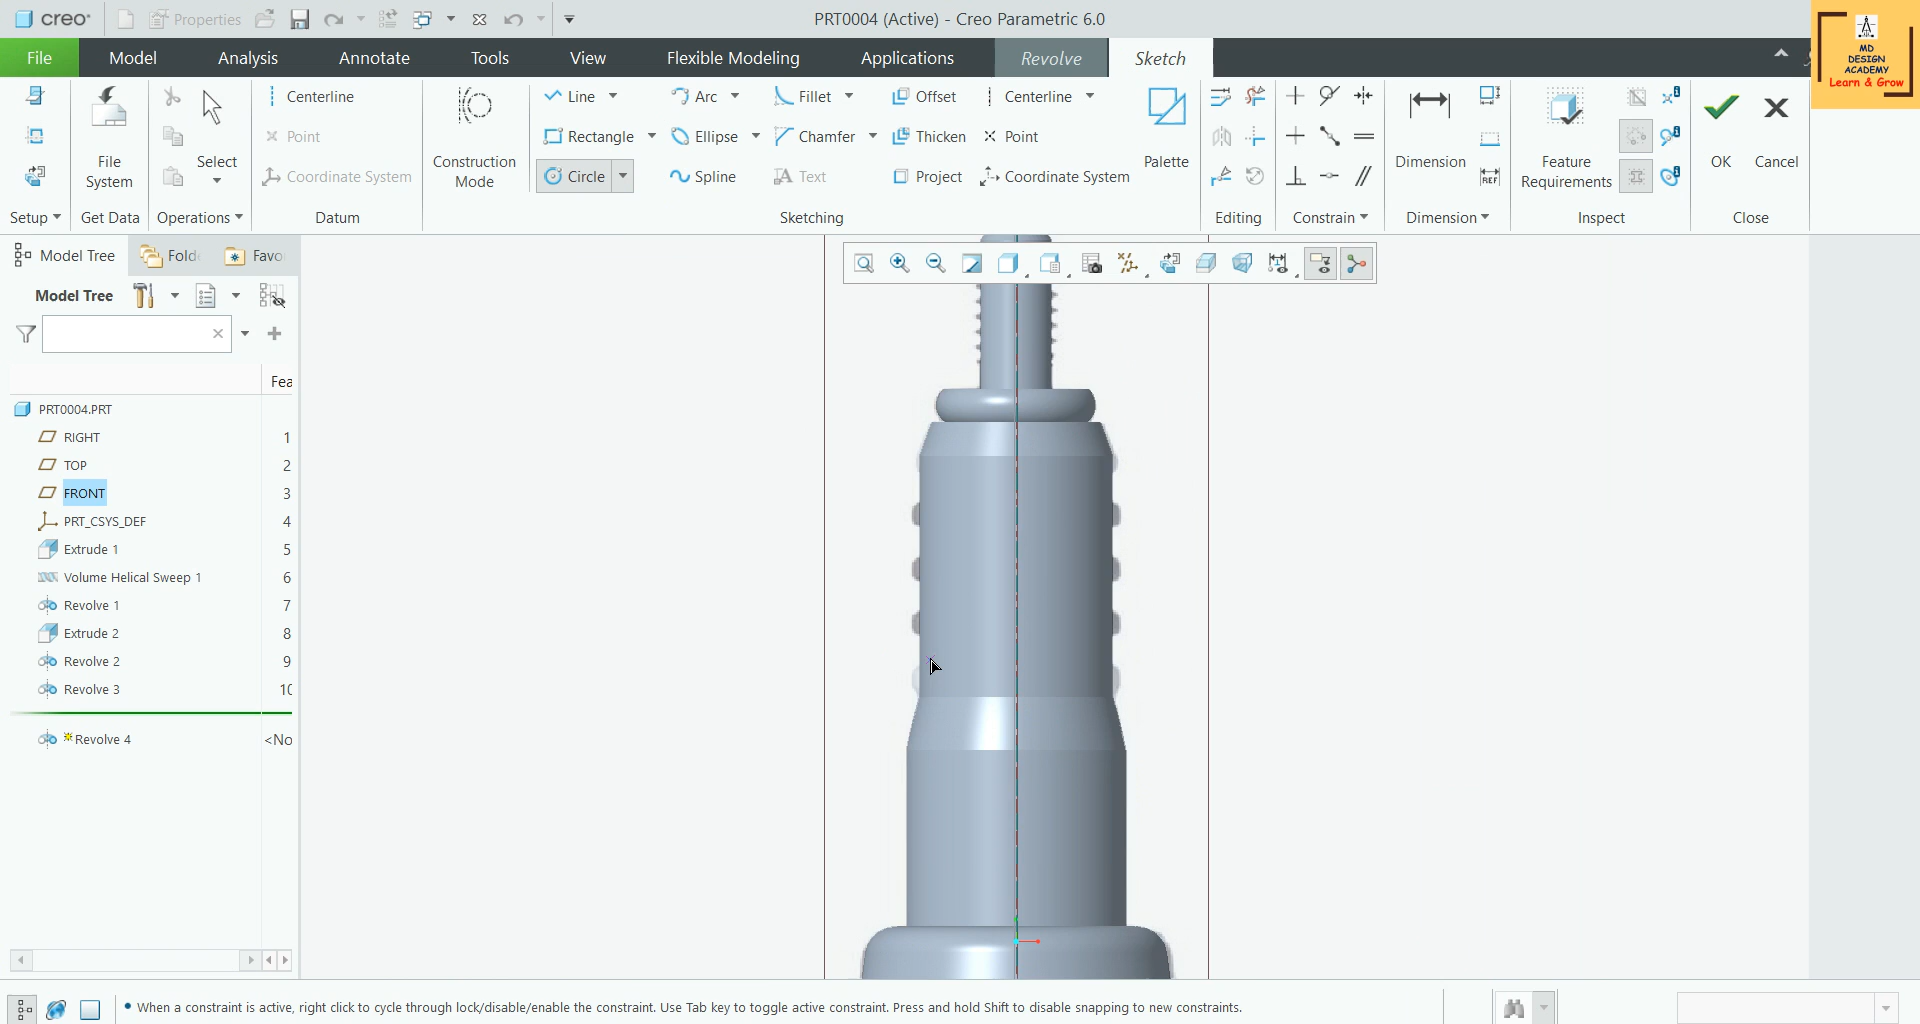 creo
Properties
PRT0004 (Active) - Creo Parametric 6.0
MD
DESIGN
ACADEMY
Learn & Grow
File
Model
Analysis
Annotate
Tools
View
Flexible Modeling
Applications
Revolve
Sketch
Centerline
Point
Coordinate System
File
System
Select
Construction
Mode
Line
Arc
Fillet
Offset
Centerline
Rectangle
Ellipse
Chamfer
Thicken
Point
Circle
Spline
Text
Project
Coordinate System
Palette
Dimension
REF
Feature
Requirements
OK
Cancel
Setup
Get Data
Operations
Datum
Sketching
Editing
Constrain
Dimension
Inspect
Close
Model Tree
Fold
Favo
Model Tree
Fea
PRT0004.PRT
RIGHT 1
TOP 2
FRONT 3
PRT_CSYS_DEF 4
Extrude 1 5
Volume Helical Sweep 1 6
Revolve 1 7
Extrude 2 8
Revolve 2 9
Revolve 3 10
Revolve 4 <No
When a constraint is active, right click to cycle through lock/disable/enable the constraint. Use Tab key to toggle active constraint. Press and hold Shift to disable snapping to new constraints.